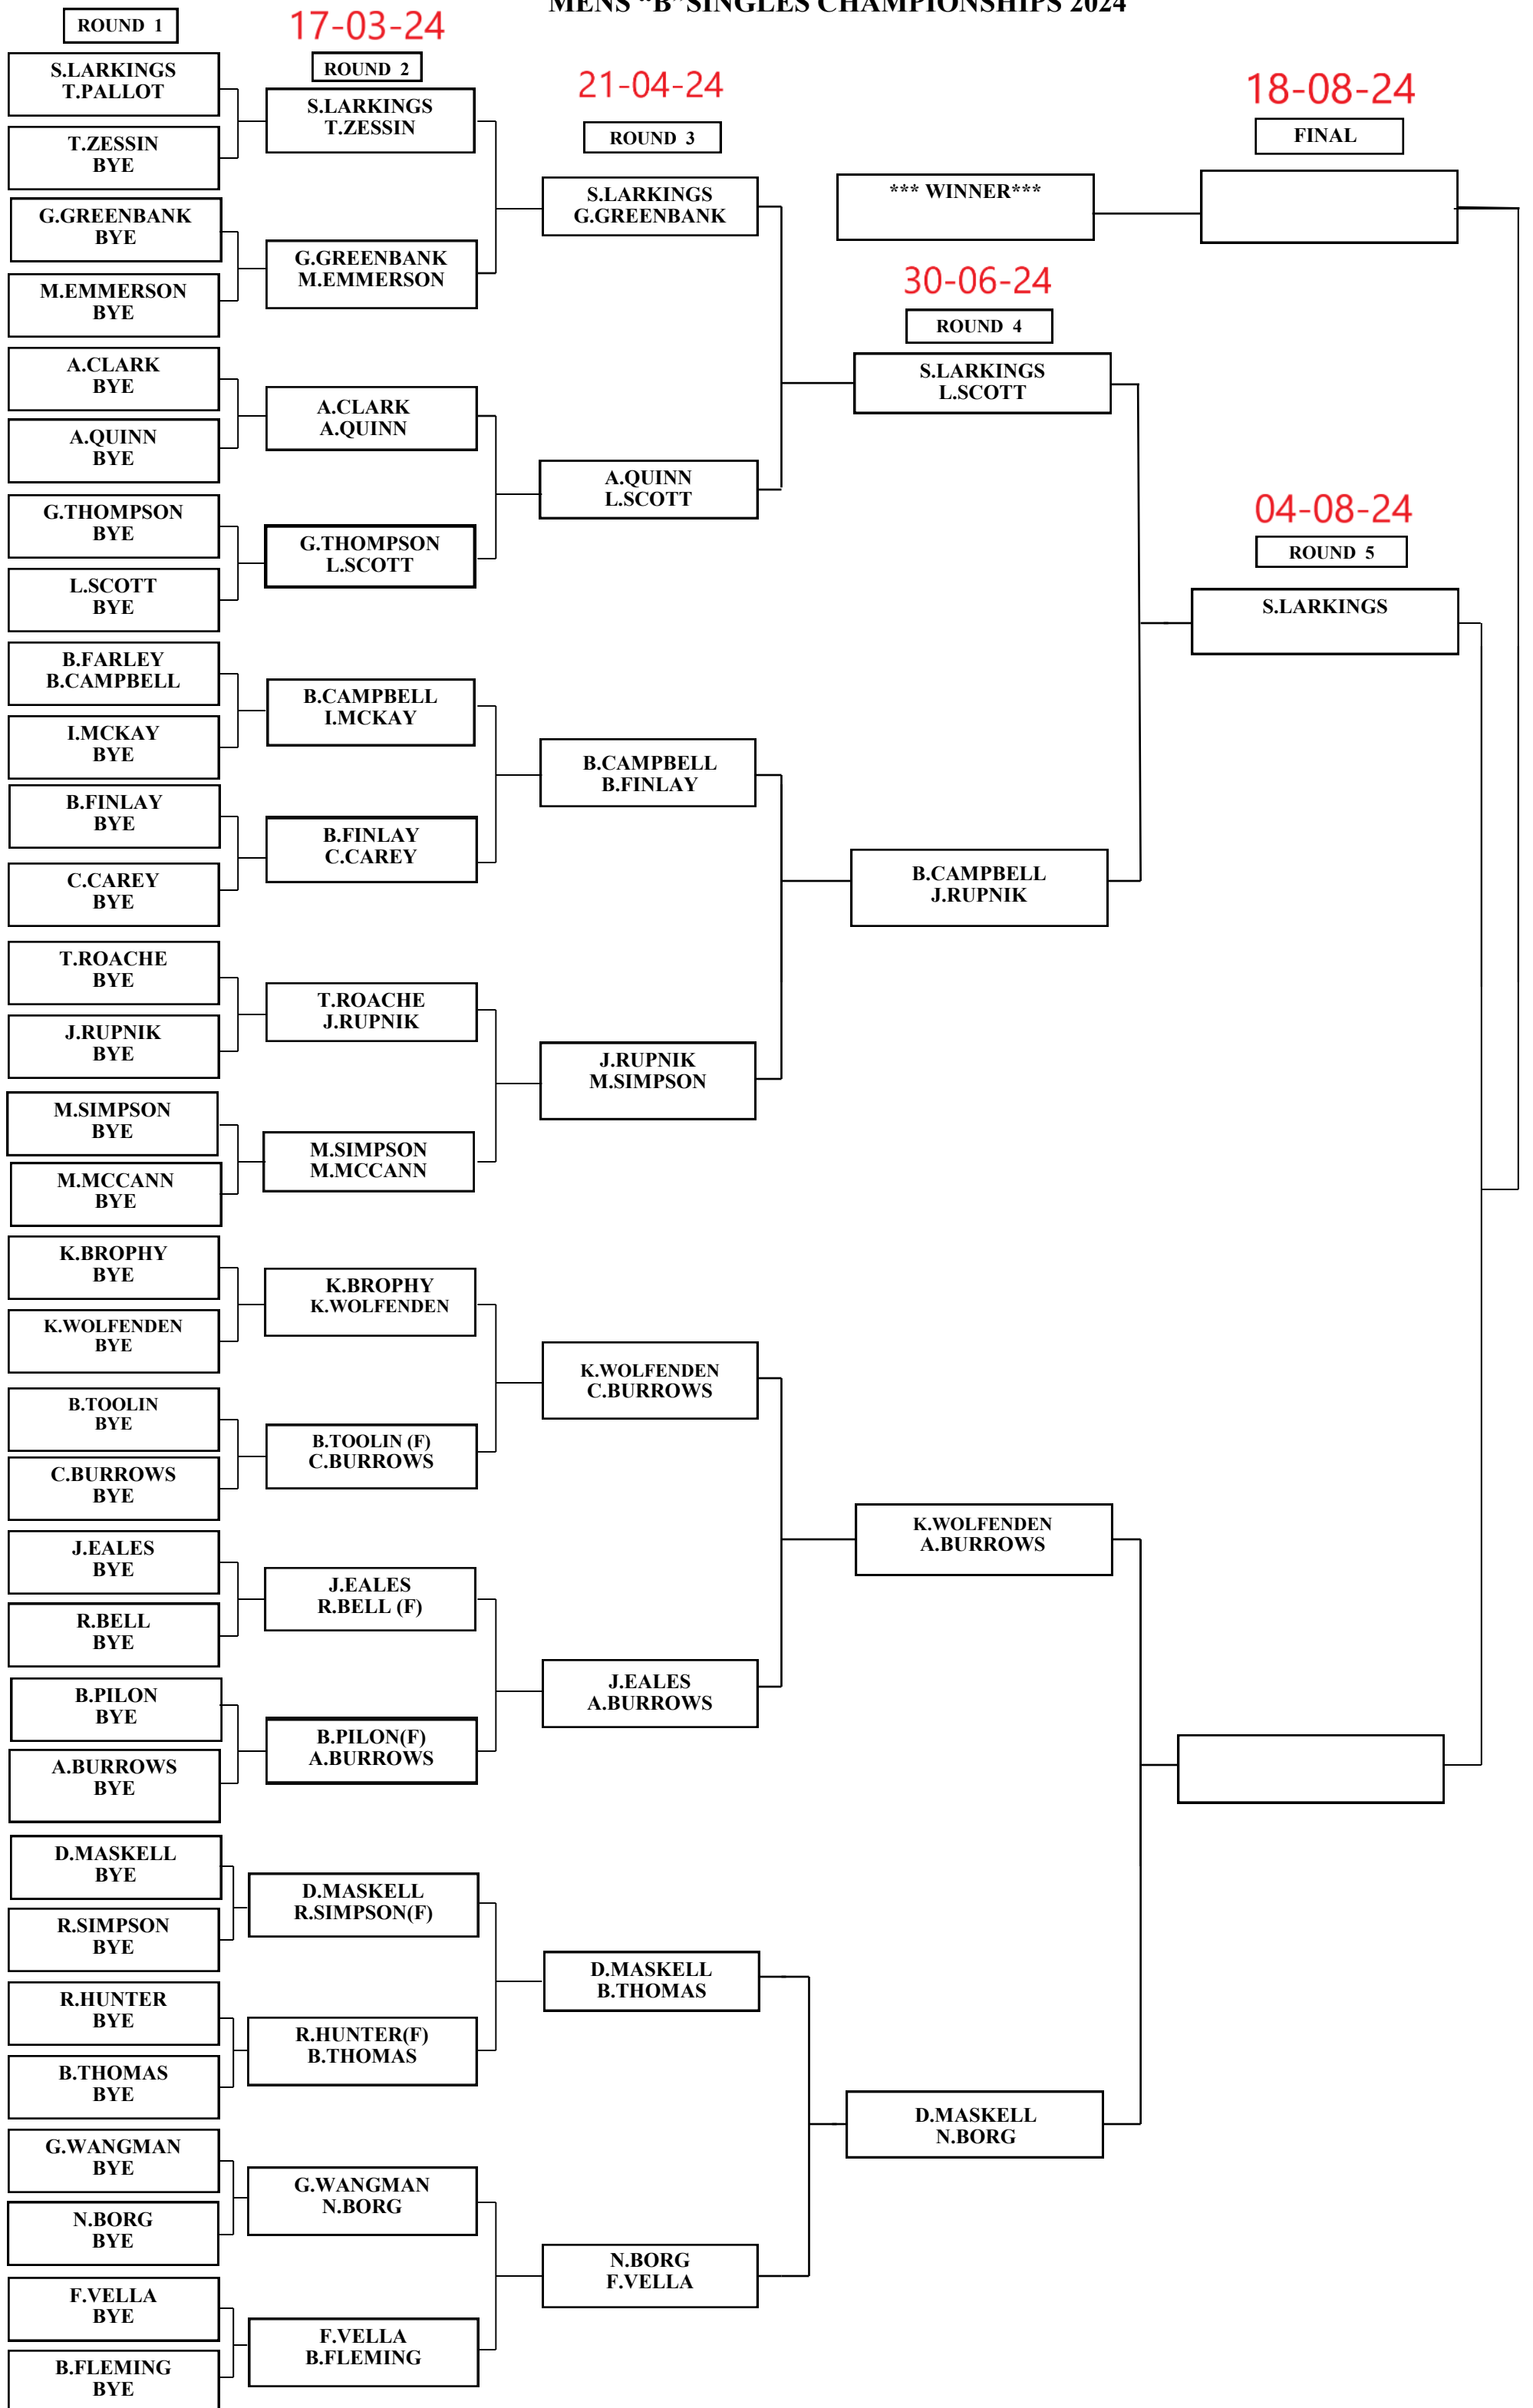 MENS "B"SINGLES CHAMPIONSHIPS 2024
ROUND 1
S.LARKINGS
T.PALLOT
T.ZESSIN
BYE
G.GREENBANK
BYE
M.EMMERSON
BYE
A.CLARK
BYE
A.QUINN
BYE
G.THOMPSON
BYE
L.SCOTT
BYE
B.FARLEY
B.CAMPBELL
I.MCKAY
BYE
B.FINLAY
BYE
C.CAREY
BYE
T.ROACHE
BYE
J.RUPNIK
BYE
M.SIMPSON
BYE
M.MCCANN
BYE
K.BROPHY
BYE
K.WOLFENDEN
BYE
B.TOOLIN
BYE
C.BURROWS
BYE
J.EALES
BYE
R.BELL
BYE
B.PILON
BYE
A.BURROWS
BYE
D.MASKELL
BYE
R.SIMPSON
BYE
R.HUNTER
BYE
B.THOMAS
BYE
G.WANGMAN
BYE
N.BORG
BYE
F.VELLA
BYE
B.FLEMING
BYE
17-03-24
ROUND 2
S.LARKINGS
T.ZESSIN
G.GREENBANK
M.EMMERSON
A.CLARK
A.QUINN
G.THOMPSON
L.SCOTT
B.CAMPBELL
I.MCKAY
B.FINLAY
C.CAREY
T.ROACHE
J.RUPNIK
M.SIMPSON
M.MCCANN
K.BROPHY
K.WOLFENDEN
B.TOOLIN (F)
C.BURROWS
J.EALES
R.BELL (F)
B.PILON(F)
A.BURROWS
D.MASKELL
R.SIMPSON(F)
R.HUNTER(F)
B.THOMAS
G.WANGMAN
N.BORG
F.VELLA
B.FLEMING
21-04-24
ROUND 3
S.LARKINGS
G.GREENBANK
A.QUINN
L.SCOTT
B.CAMPBELL
B.FINLAY
J.RUPNIK
M.SIMPSON
K.WOLFENDEN
C.BURROWS
J.EALES
A.BURROWS
D.MASKELL
B.THOMAS
N.BORG
F.VELLA
*** WINNER***
30-06-24
ROUND 4
S.LARKINGS
L.SCOTT
B.CAMPBELL
J.RUPNIK
K.WOLFENDEN
A.BURROWS
D.MASKELL
N.BORG
18-08-24
FINAL
04-08-24
ROUND 5
S.LARKINGS